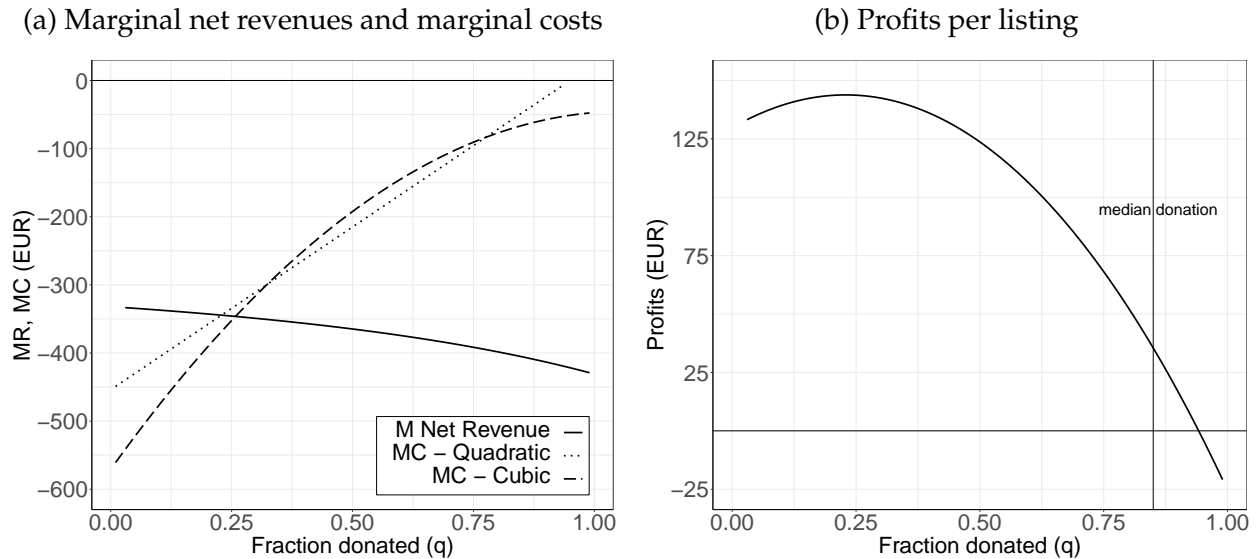 (a) Marginal net revenues and marginal costs
MR, MC (EUR)
0
−100
−200
−300
−400
−500
−600
M Net Revenue
MC − Quadratic
MC − Cubic
0.00 0.25 0.50 0.75 1.00
Fraction donated (q)
(b) Profits per listing
Profits (EUR)
125
75
25
−25
median donation
0.00 0.25 0.50 0.75 1.00
Fraction donated (q)